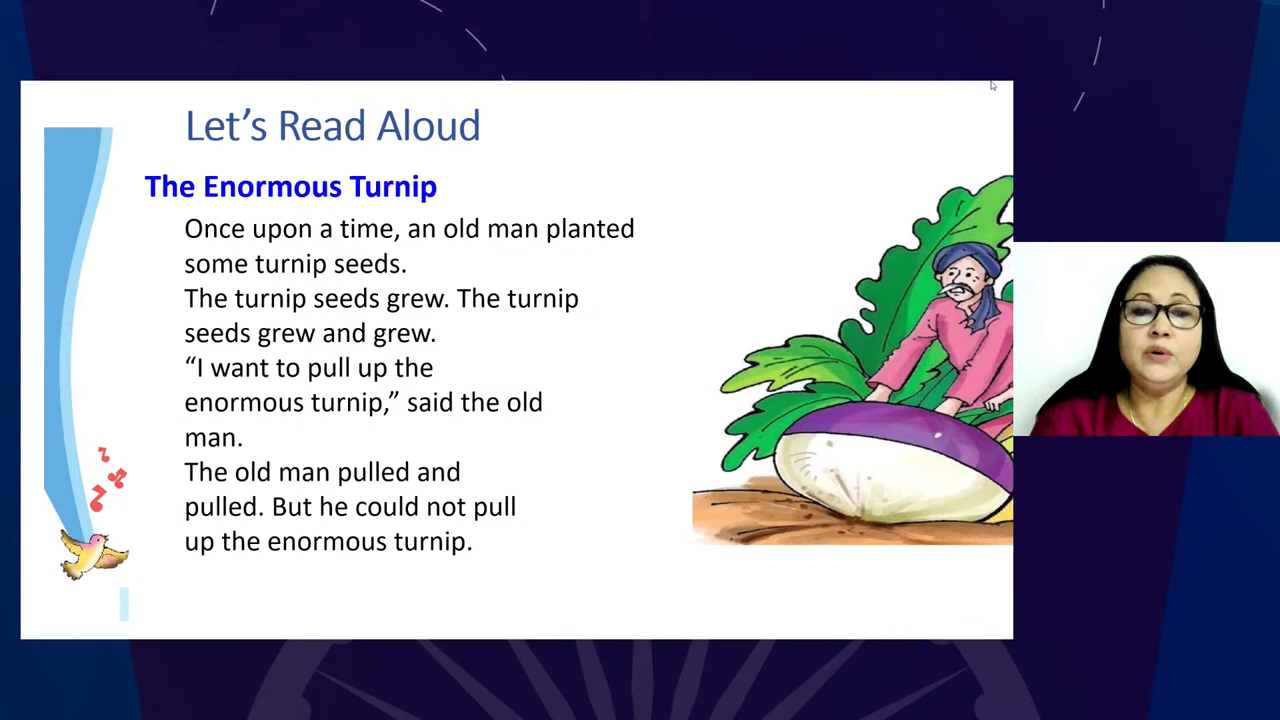 Let’s Read Aloud
The Enormous Turnip
Once upon a time, an old man planted
some turnip seeds.
The turnip seeds grew. The turnip
seeds grew and grew.
“I want to pull up the
enormous turnip,” said the old
man.
The old man pulled and
pulled. But he could not pull
up the enormous turnip.